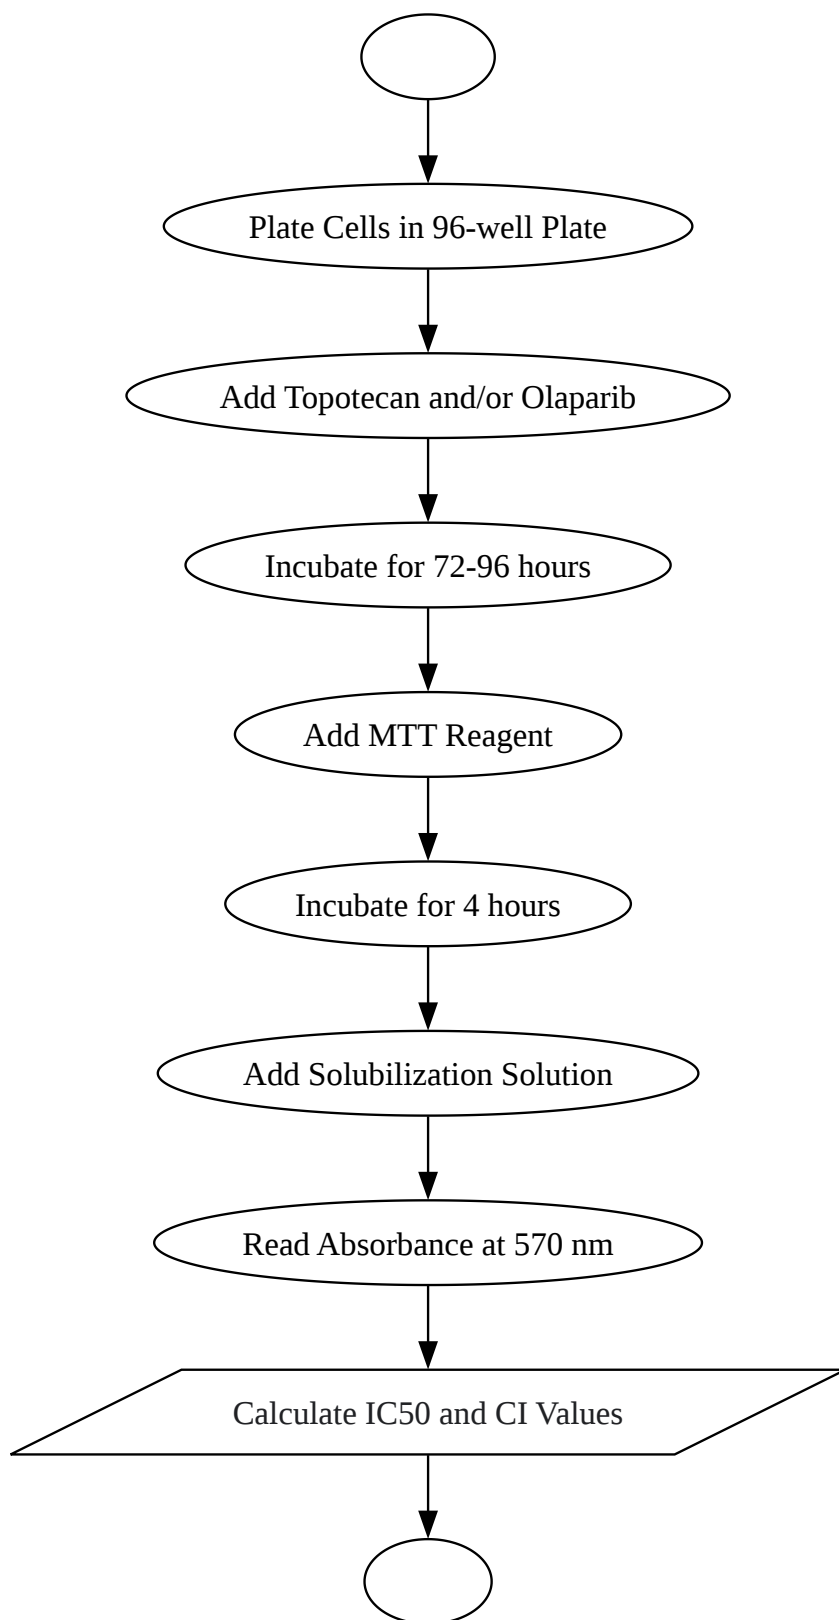 Plate Cells in 96-well Plate
Add Topotecan and/or Olaparib
Incubate for 72-96 hours
Add MTT Reagent
Incubate for 4 hours
Add Solubilization Solution
Read Absorbance at 570 nm
Calculate IC50 and CI Values